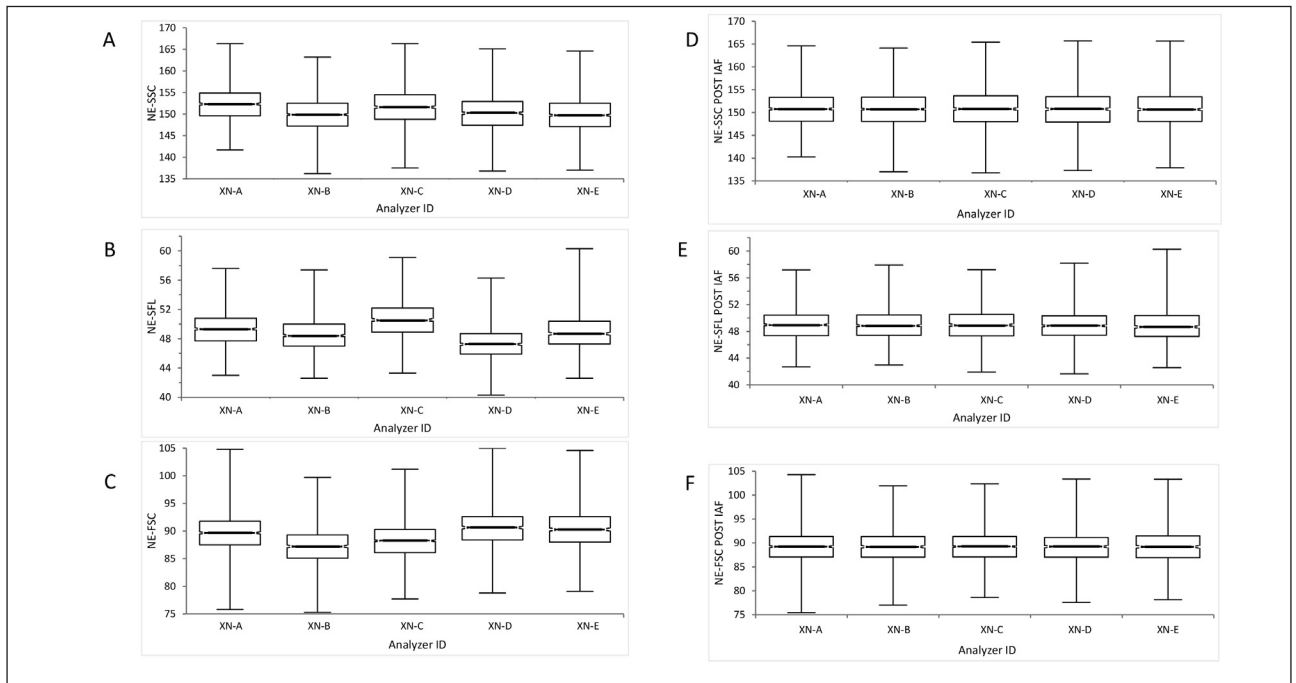 A
NE-SSC
170
165
160
155
150
145
140
135
XN-A XN-B XN-C XN-D XN-E
Analyzer ID
B
NE-SFL
60
56
52
48
44
40
XN-A XN-B XN-C XN-D XN-E
Analyzer ID
C
NE-FSC
105
100
95
90
85
80
75
XN-A XN-B XN-C XN-D XN-E
Analyzer ID
D
NE-SSC POST IAF
170
165
160
155
150
145
140
135
XN-A XN-B XN-C XN-D XN-E
Analyzer ID
E
NE-SFL POST IAF
60
56
52
48
44
40
XN-A XN-B XN-C XN-D XN-E
Analyzer ID
F
NE-FSC POST IAF
105
100
95
90
85
80
75
XN-A XN-B XN-C XN-D XN-E
Analyzer ID